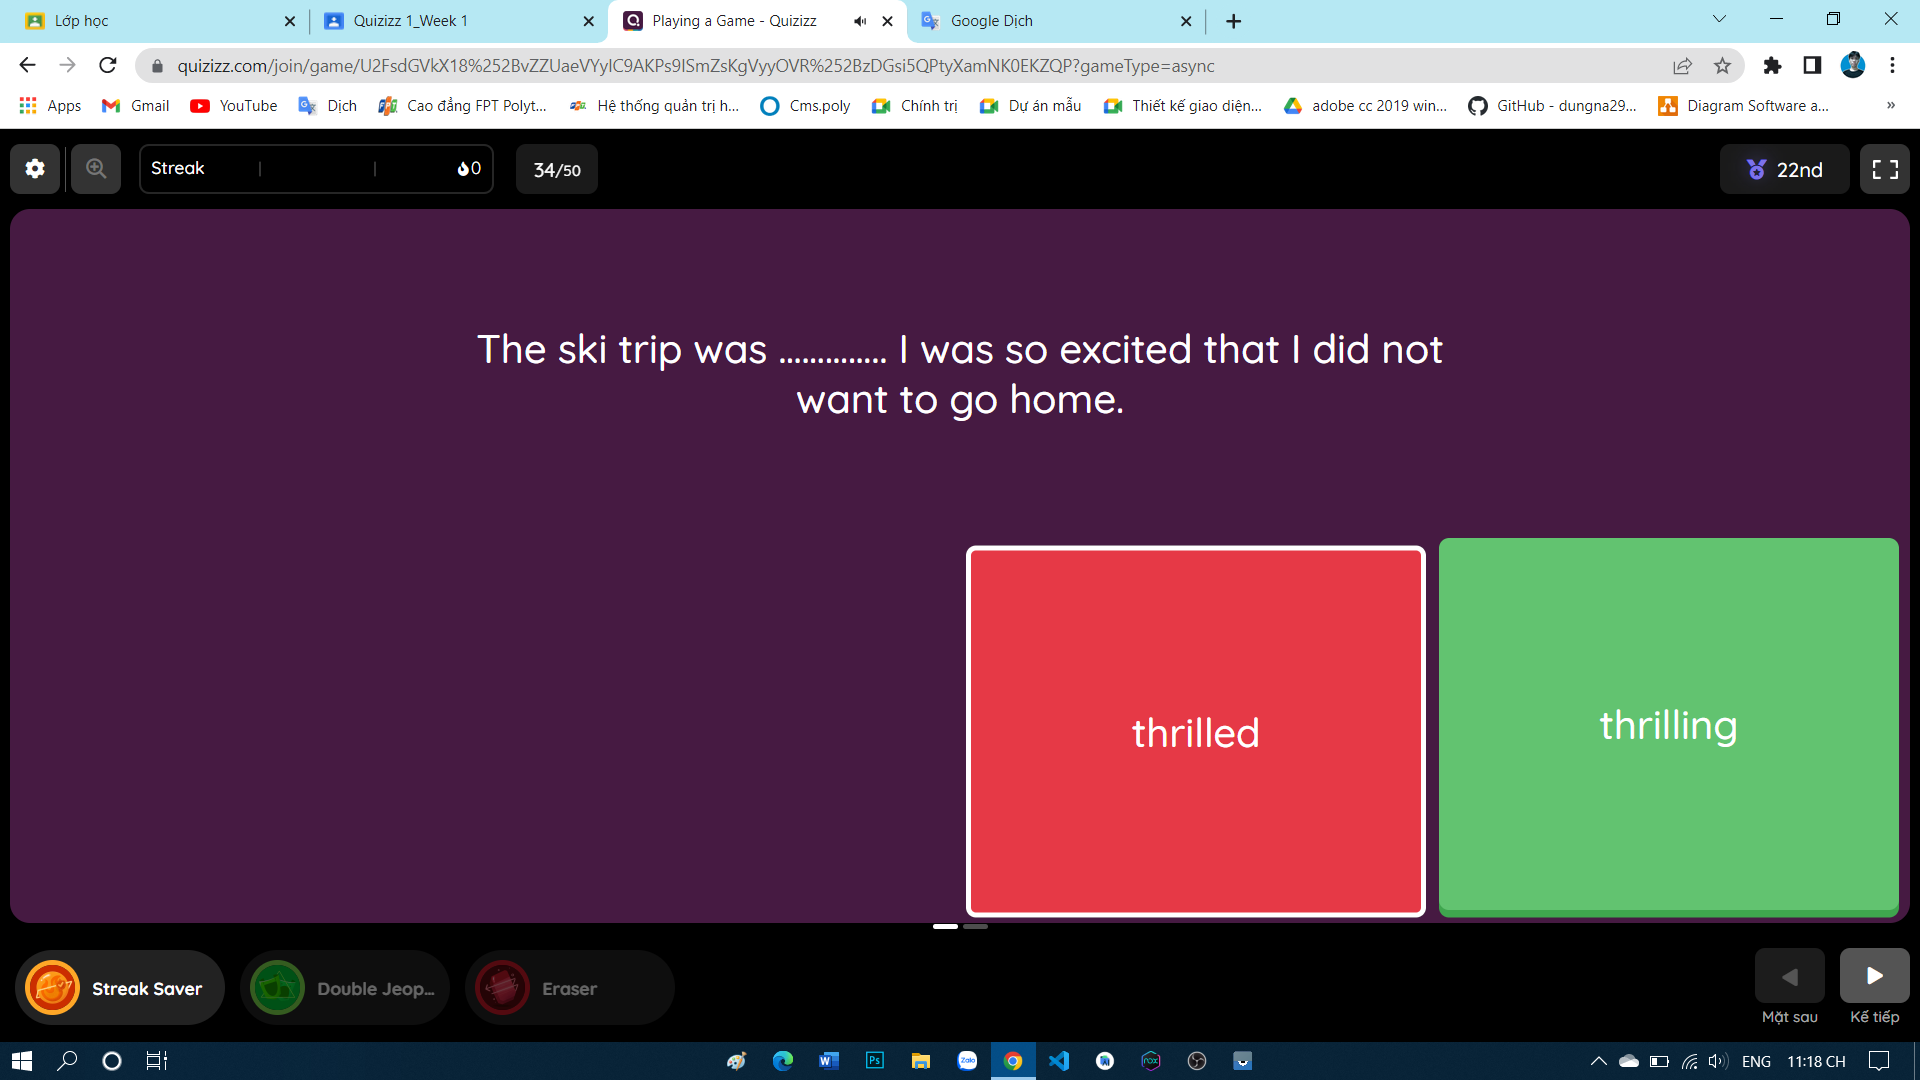 Lớp học
Quizizz 1_Week 1
Playing a Game - Quizizz
Google Dịch
quizizz.com/join/game/U2FsdGVkX18%252BvZZUaeVYyIC9AKPs9ISmZsKgVyyOVR%252BzDGsi5QPtyXamNK0EKZQP?gameType=async
Apps
Gmail
YouTube
Dịch
Cao đẳng FPT Polyt...
Hệ thống quản trị h...
Cms.poly
Chính trị
Dự án mẫu
Thiết kế giao diện...
adobe cc 2019 win...
GitHub - dungna29...
Diagram Software a...
»
Streak
0
34/50
22nd
The ski trip was .............. I was so excited that I did not
want to go home.
thrilled
thrilling
Streak Saver
Double Jeop...
Eraser
Mặt sau
Kế tiếp
ENG
11:18 CH